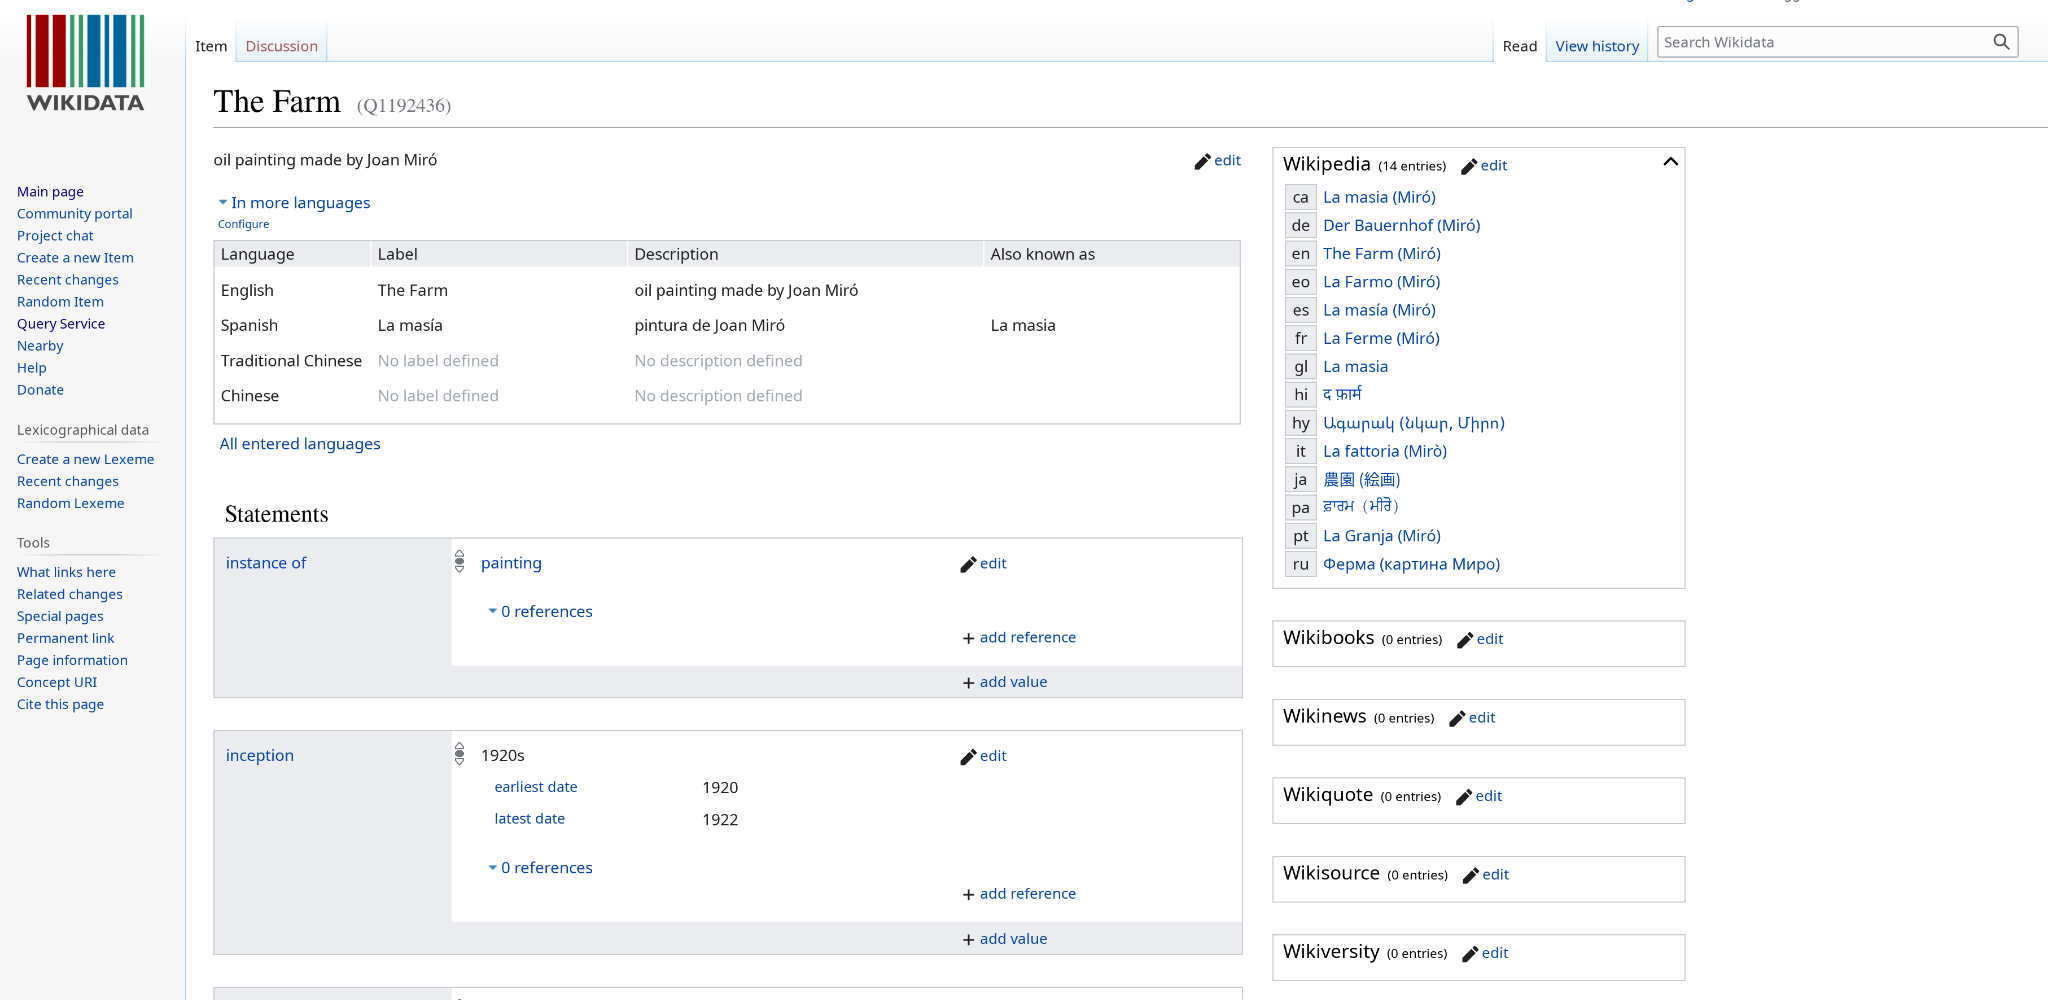 WIKIDATA
Item
Discussion
Read
View history
Search Wikidata
The Farm (Q1192436)
Main page
Community portal
Project chat
Create a new Item
Recent changes
Random Item
Query Service
Nearby
Help
Donate
Lexicographical data
Create a new Lexeme
Recent changes
Random Lexeme
Tools
What links here
Related changes
Special pages
Permanent link
Page information
Concept URI
Cite this page
oil painting made by Joan Miró edit
In more languages
Configure
Language Label Description Also known as
English The Farm oil painting made by Joan Miró
Spanish La masía pintura de Joan Miró La masia
Traditional Chinese No label defined No description defined
Chinese No label defined No description defined
All entered languages
Statements
instance of painting edit
0 references
add reference
add value
inception 1920s edit
earliest date 1920
latest date 1922
0 references
add reference
add value
Wikipedia (14 entries) edit
ca La masia (Miró)
de Der Bauernhof (Miró)
en The Farm (Miró)
eo La Farmo (Miró)
es La masía (Miró)
fr La Ferme (Miró)
gl La masia
hi द फ़ार्म
hy Ագարակ (նկար, Միրո)
it La fattoria (Mirò)
ja 農園 (絵画)
pa ਫ਼ਾਰਮ (ਮੀਰੋ)
pt La Granja (Miró)
ru Ферма (картина Миро)
Wikibooks (0 entries) edit
Wikinews (0 entries) edit
Wikiquote (0 entries) edit
Wikisource (0 entries) edit
Wikiversity (0 entries) edit